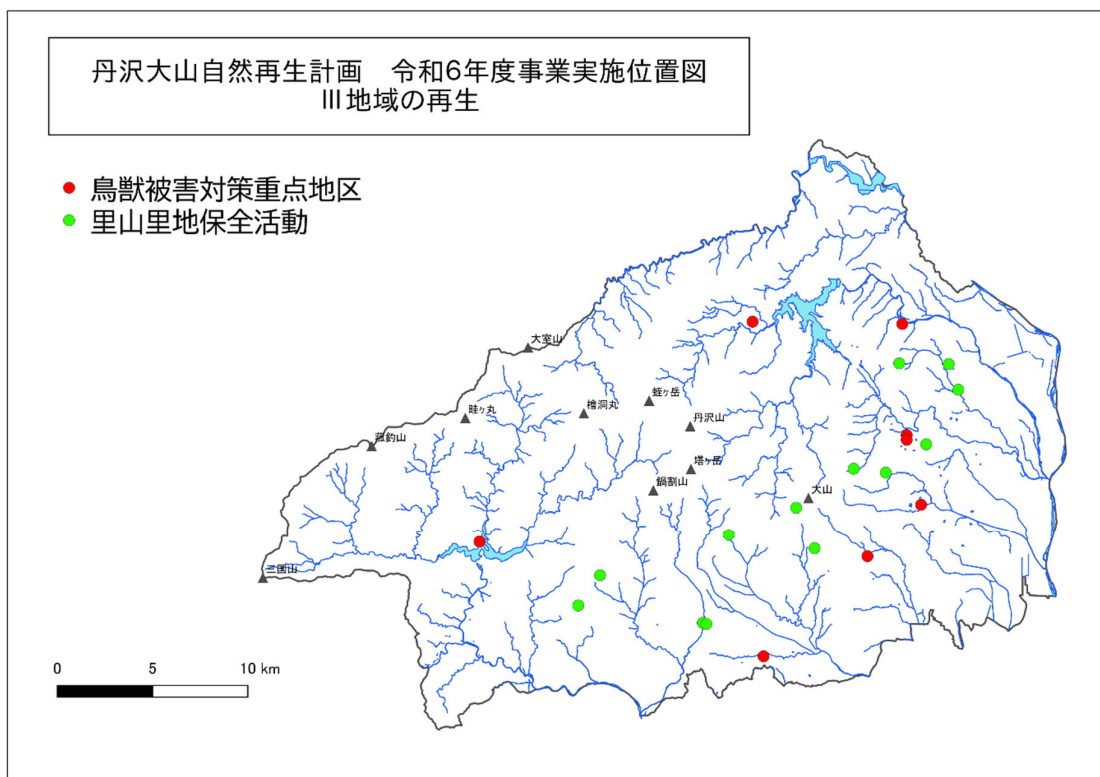 丹沢大山自然再生計画　令和6年度事業実施位置図
Ⅲ地域の再生
鳥獣被害対策重点地区
里山里地保全活動
大室山
畦ヶ丸
菰釣山
檜洞丸
蛭ヶ岳
丹沢山
塔ヶ岳
鍋割山
大山
三国山
0 5 10 km